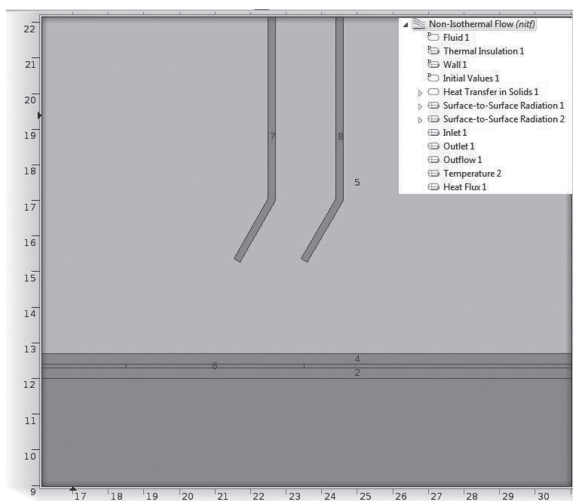 Non-Isothermal Flow (nitf)
Fluid 1
Thermal Insulation 1
Wall 1
Initial Values 1
Heat Transfer in Solids 1
Surface-to-Surface Radiation 1
Surface-to-Surface Radiation 2
Inlet 1
Outlet 1
Outflow 1
Temperature 2
Heat Flux 1
22
21
20
19
18
17
16
15
14
13
12
11
10
9
7
8
5
4
6
2
17 18 19 20 21 22 23 24 25 26 27 28 29 30